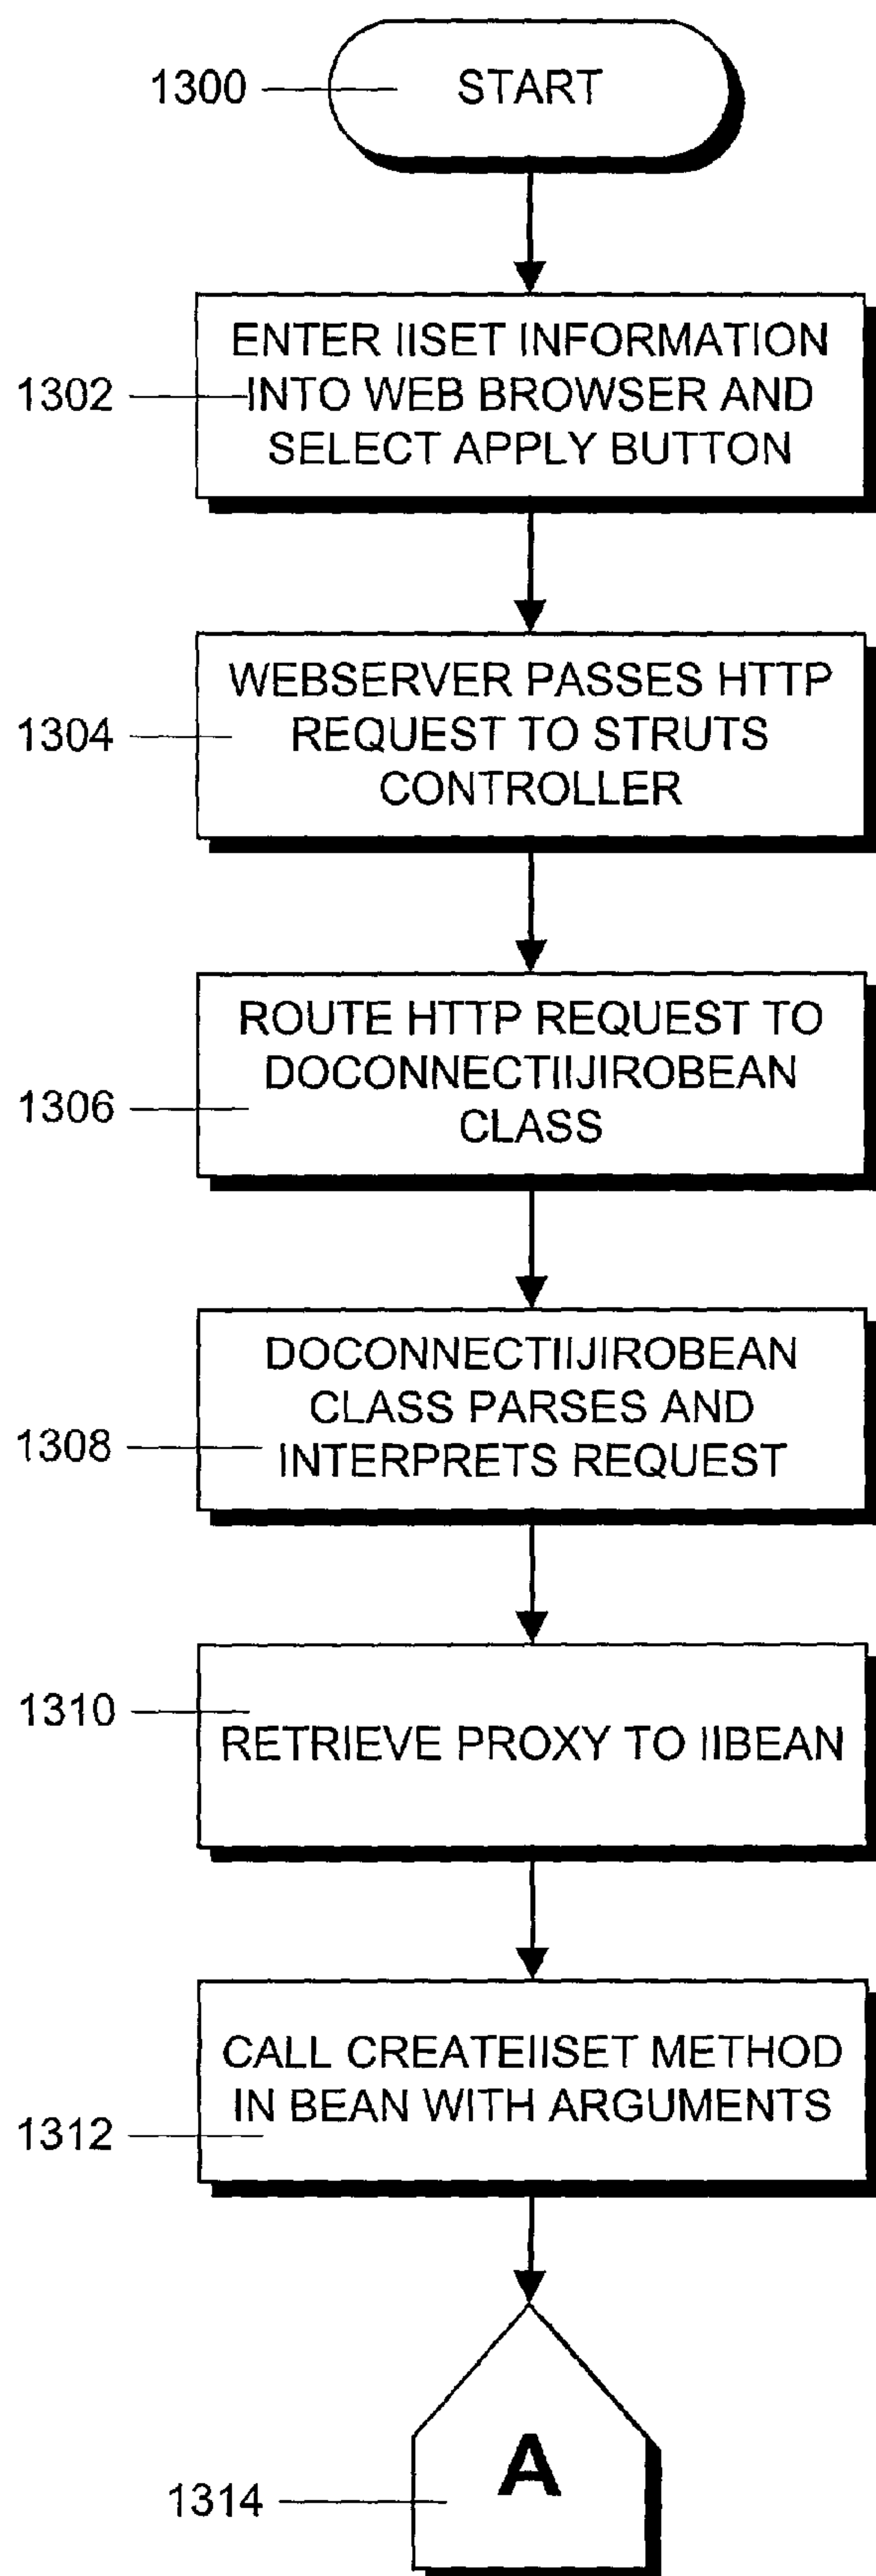 1300
START
1302
ENTER IISET INFORMATION
INTO WEB BROWSER AND
SELECT APPLY BUTTON
1304
WEBSERVER PASSES HTTP
REQUEST TO STRUTS
CONTROLLER
1306
ROUTE HTTP REQUEST TO
DOCONNECTIIJIROBEAN
CLASS
1308
DOCONNECTIIJIROBEAN
CLASS PARSES AND
INTERPRETS REQUEST
1310
RETRIEVE PROXY TO IIBEAN
1312
CALL CREATEIISET METHOD
IN BEAN WITH ARGUMENTS
1314
A